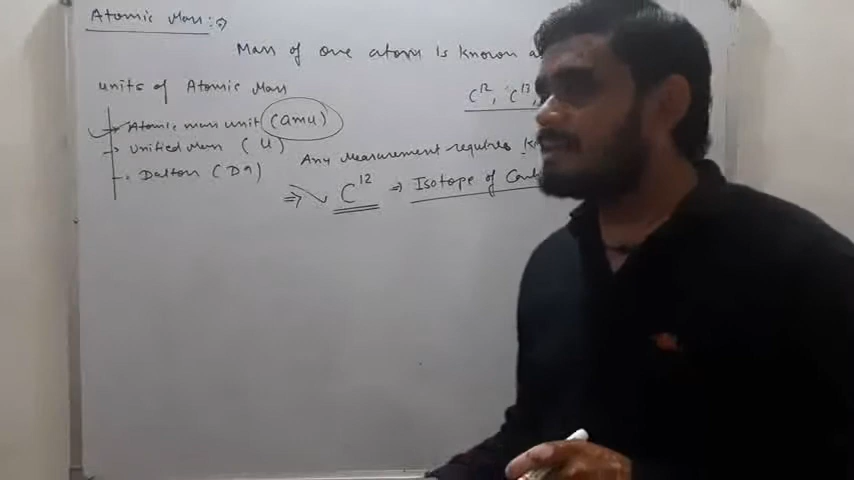 Atomic Mass :→
Mass of one atom is known a
units of Atomic Mass
C¹², C¹³,
→ Atomic mass unit (amu)
→ Unified Mass ( U )
Any measurement requires
→ Dalton ( Da )
⇒ C¹² ⇒ Isotope of Carb